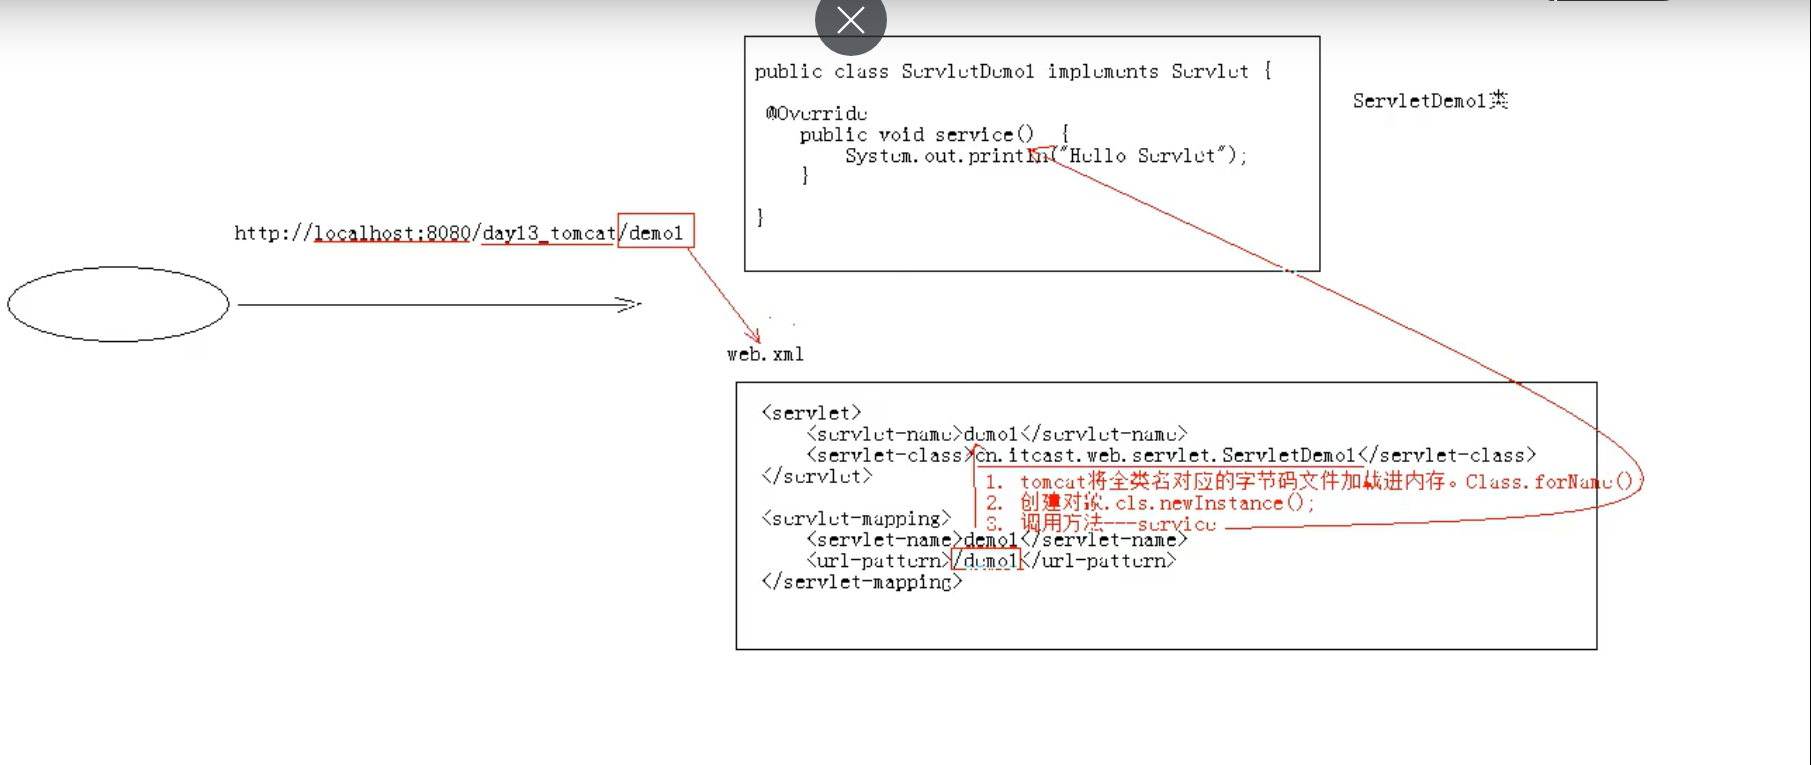 public class ServletDemo1 implements Servlet {
@Override
public void service() {
System.out.println("Hello Servlet");
}
}
ServletDemo1类
http://localhost:8080/day13_tomcat/demo1
web.xml
<servlet>
<servlet-name>demo1</servlet-name>
<servlet-class>cn.itcast.web.servlet.ServletDemo1</servlet-class>
</servlet>
1. tomcat将全类名对应的字节码文件加载进内存。Class.forName()
2. 创建对象.cls.newInstance();
3. 调用方法---service
<servlet-mapping>
<servlet-name>demo1</servlet-name>
<url-pattern>/demo1</url-pattern>
</servlet-mapping>